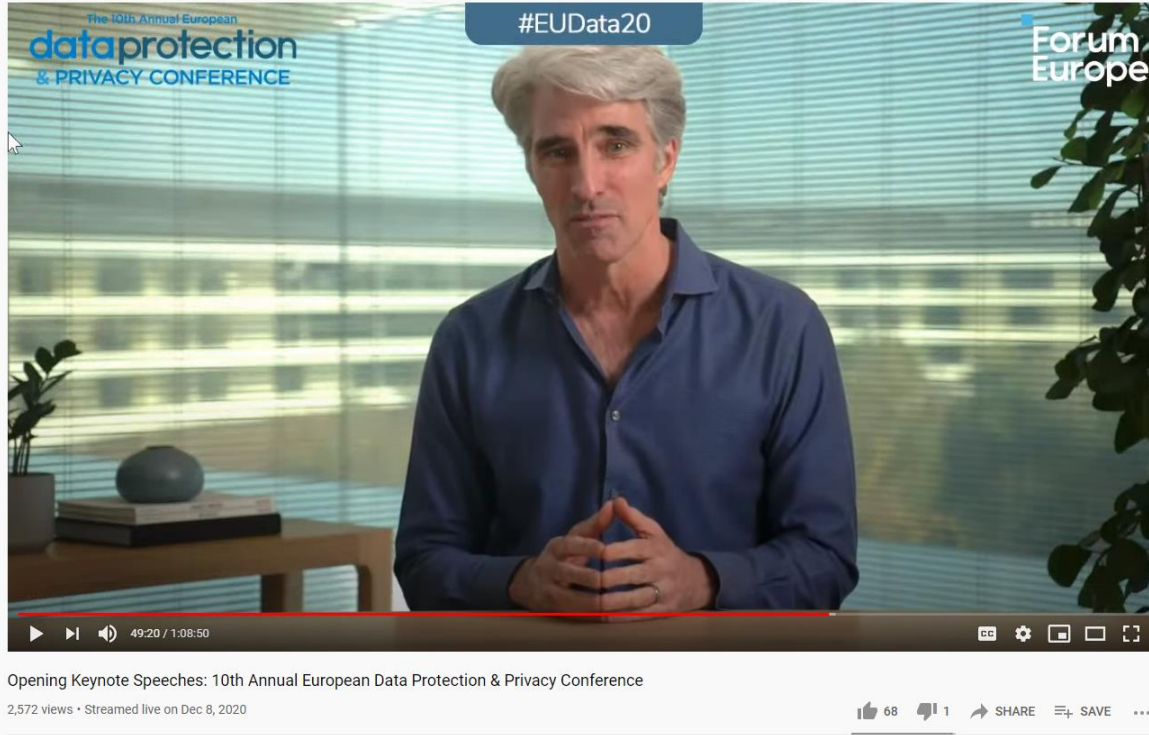 The 10th Annual European
dataprotection
& PRIVACY CONFERENCE
#EUData20
Forum
Europe
49:20 / 1:08:50
CC
Opening Keynote Speeches: 10th Annual European Data Protection & Privacy Conference
2,572 views • Streamed live on Dec 8, 2020
68
1
SHARE
SAVE